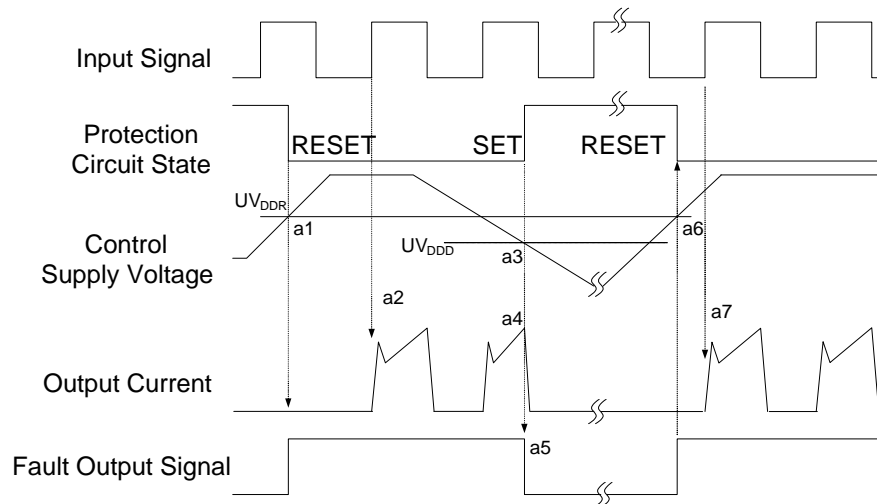 Input Signal
Protection
Circuit State
RESET
SET
RESET
UVDDR
a1
a6
Control
Supply Voltage
UVDDD
a3
a2
a4
a7
Output Current
Fault Output Signal
a5